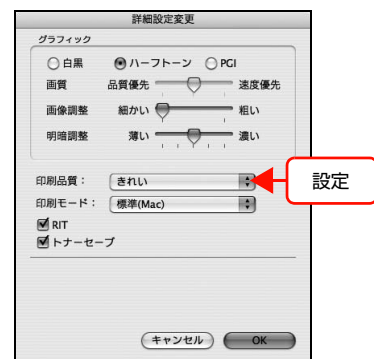 詳細設定変更
グラフィック
白黒 ハーフトーン PGI
画質 品質優先 速度優先
画像調整 細かい 粗い
明暗調整 薄い 濃い
印刷品質： きれい
設定
印刷モード： 標準(Mac)
RIT
トナーセーブ
キャンセル OK